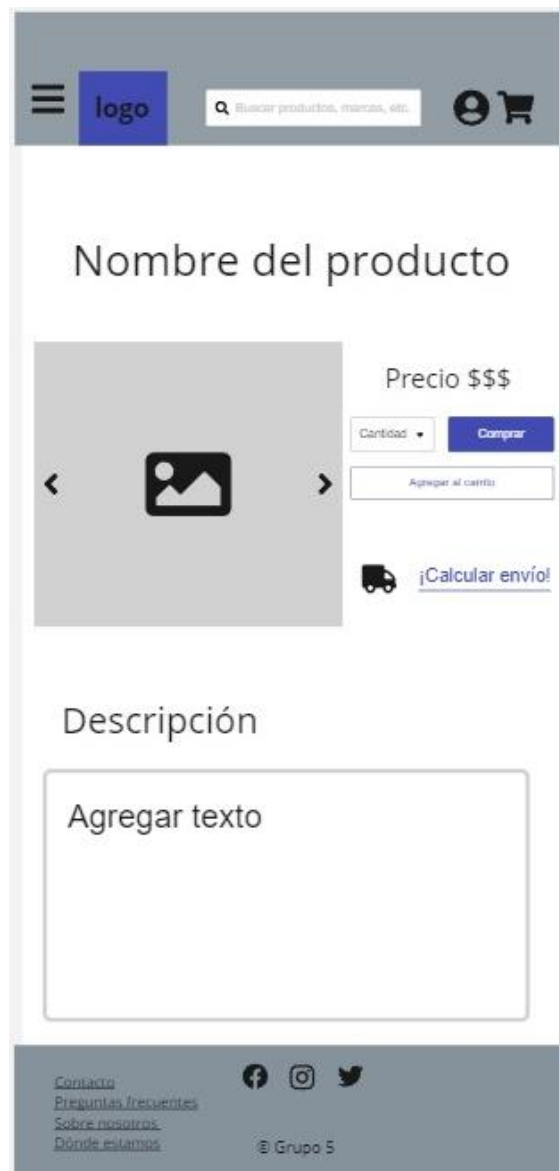 logo
Buscar productos, marcas, etc.
Nombre del producto
Precio $$$
Cantidad
Comprar
Agregar al carrito
¡Calcular envío!
Descripción
Agregar texto
Contacto
Preguntas frecuentes
Sobre nosotros
Dónde estamos
© Grupo 5